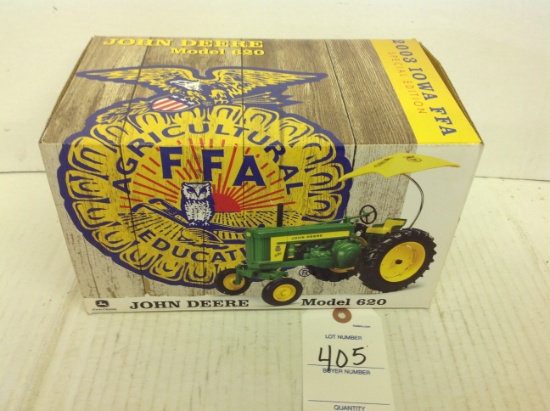 JOHN DEERE
Model 620
2003 IOWA FFA
SPECIAL EDITION
AGRICULTURAL
FFA
EDUCAT
JOHN DEERE
JOHN DEERE
Model 620
LOT NUMBER
405
BUYER NUMBER
QUANTITY